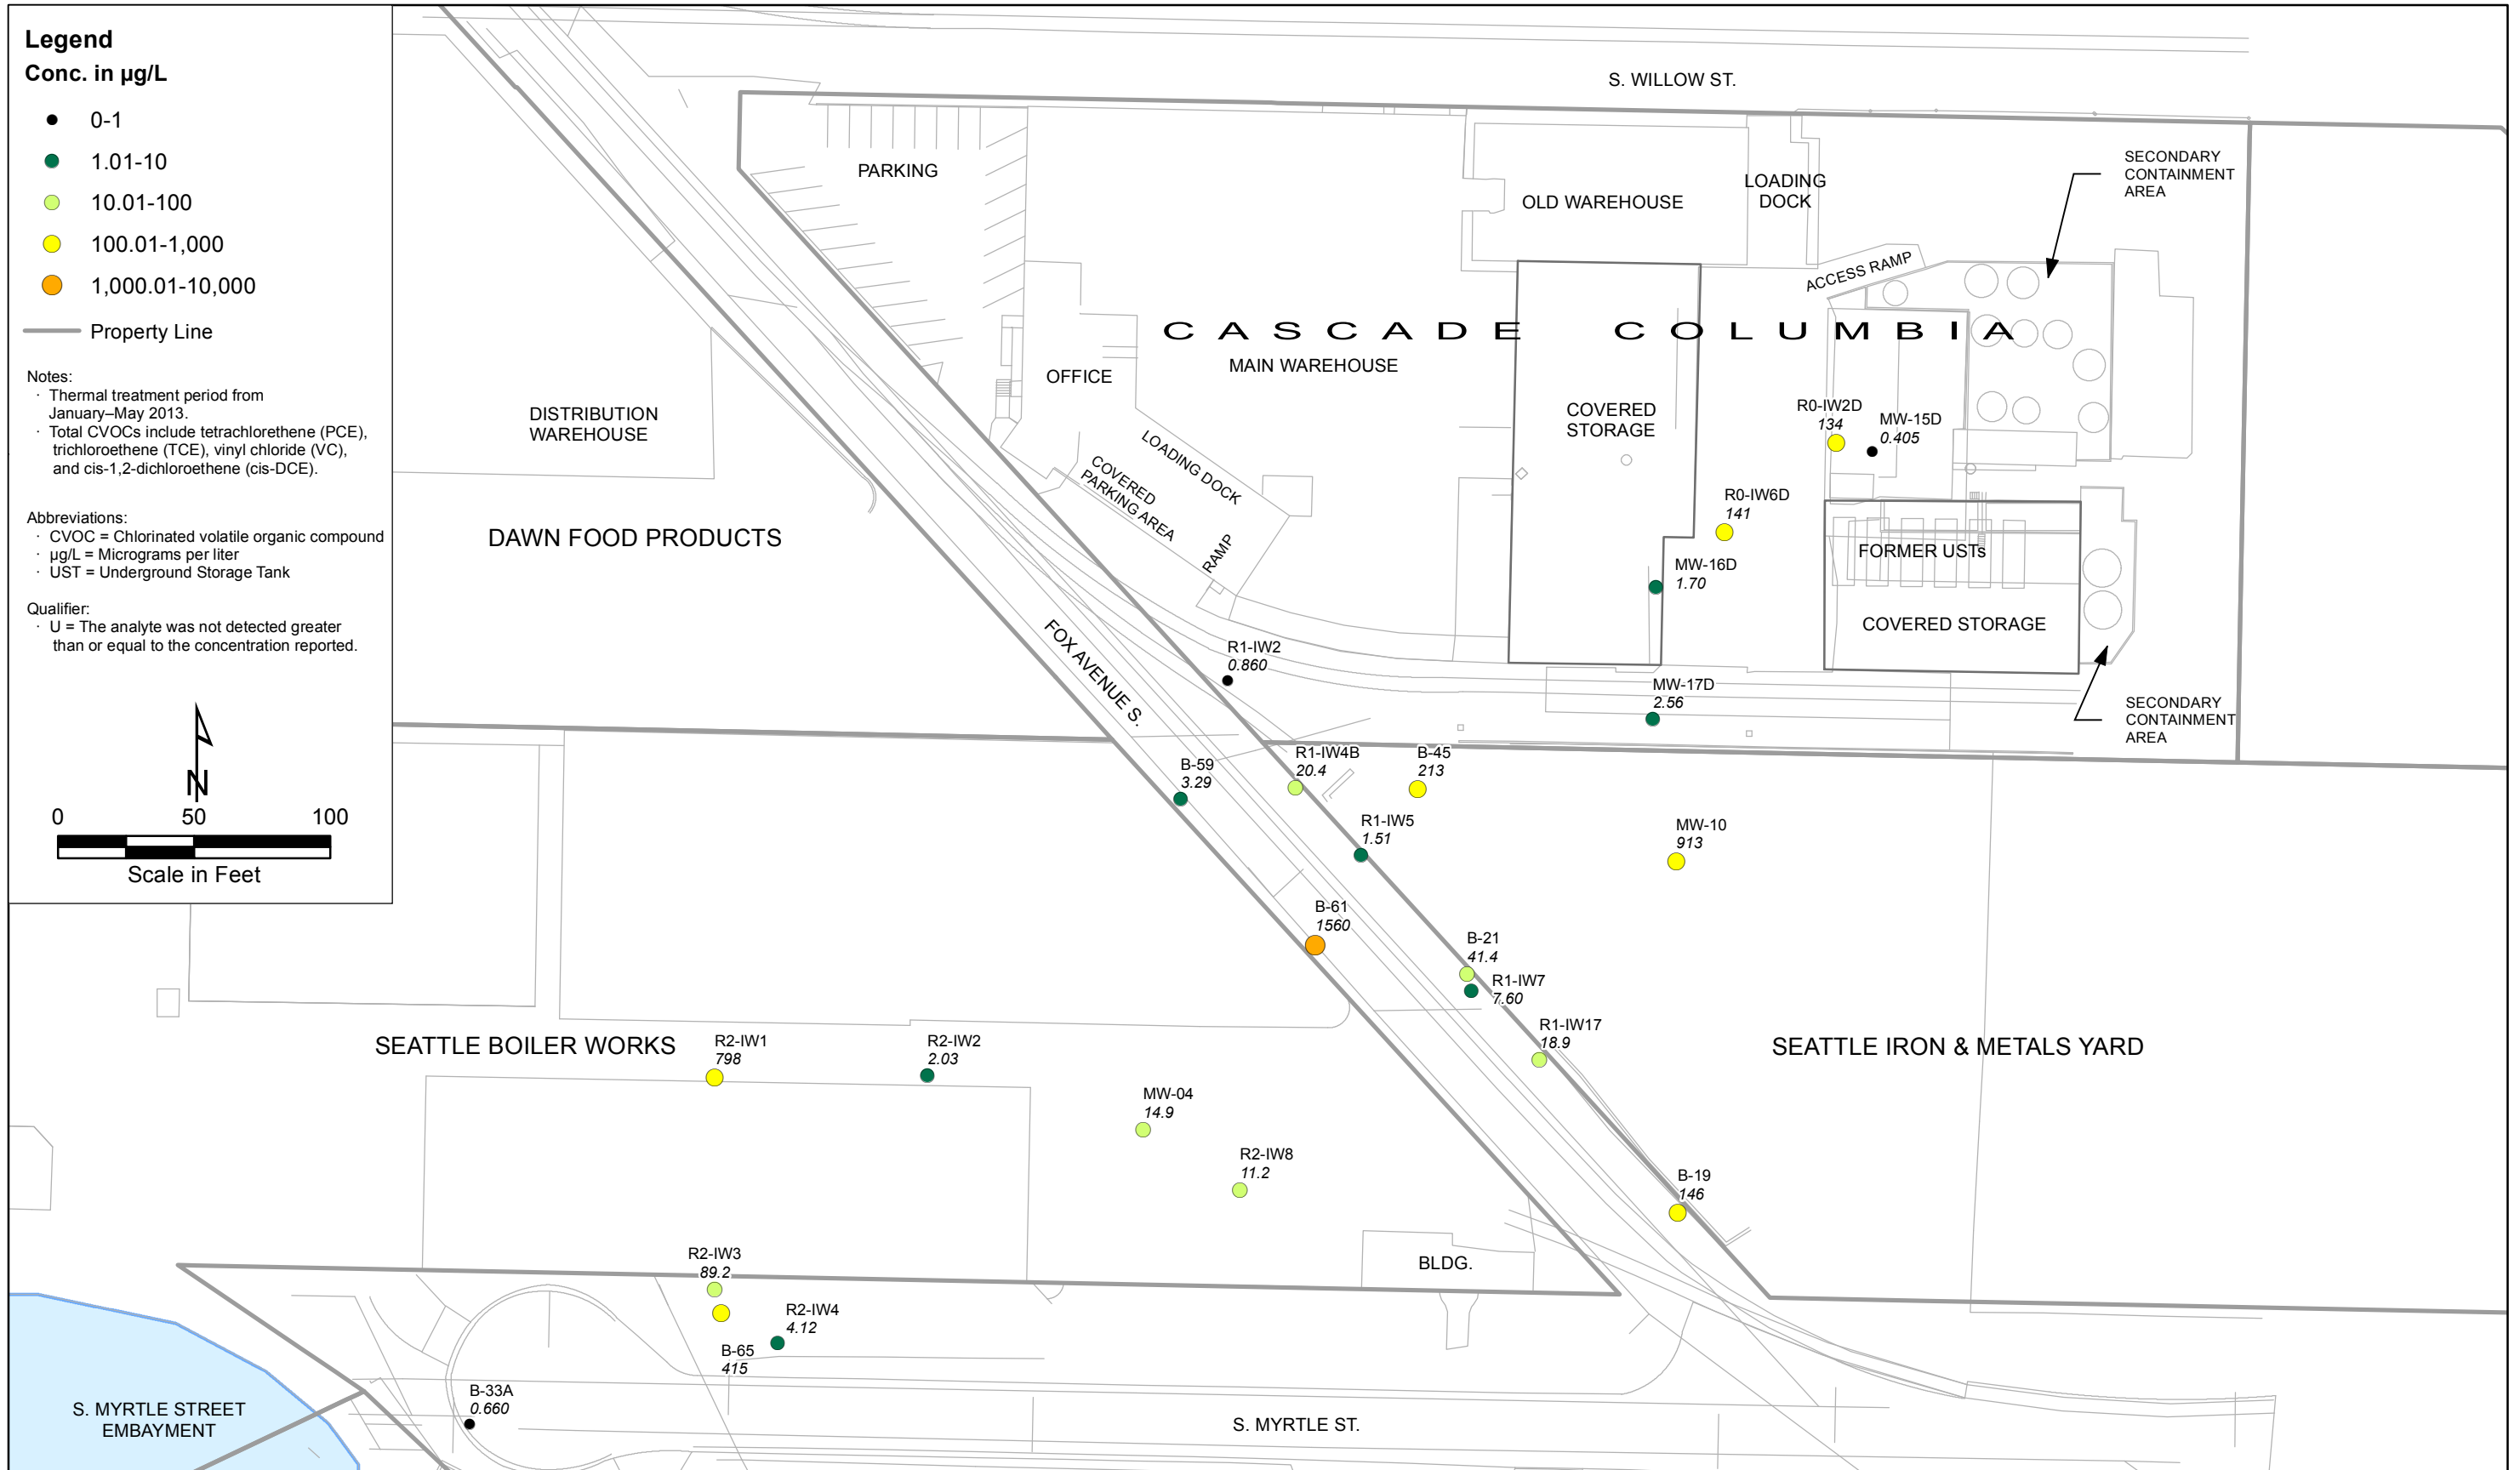 Legend
Conc. in µg/L
0-1
1.01-10
10.01-100
100.01-1,000
1,000.01-10,000
Property Line
Notes:
· Thermal treatment period from
January–May 2013.
· Total CVOCs include tetrachlorethene (PCE),
trichloroethene (TCE), vinyl chloride (VC),
and cis-1,2-dichloroethene (cis-DCE).
Abbreviations:
· CVOC = Chlorinated volatile organic compound
· µg/L = Micrograms per liter
· UST = Underground Storage Tank
Qualifier:
· U = The analyte was not detected greater
than or equal to the concentration reported.
N
0 50 100
Scale in Feet
S. WILLOW ST.
PARKING
OLD WAREHOUSE
LOADING
DOCK
SECONDARY
CONTAINMENT
AREA
ACCESS RAMP
CASCADE COLUMBIA
MAIN WAREHOUSE
OFFICE
DISTRIBUTION
WAREHOUSE
COVERED
STORAGE
R0-IW2D
134
MW-15D
0.405
LOADING DOCK
COVERED
PARKING AREA
RAMP
R0-IW6D
141
DAWN FOOD PRODUCTS
FORMER USTs
MW-16D
1.70
COVERED STORAGE
FOX AVENUE S.
R1-IW2
0.860
MW-17D
2.56
SECONDARY
CONTAINMENT
AREA
B-59
3.29
R1-IW4B
20.4
B-45
213
R1-IW5
1.51
MW-10
913
B-61
1560
B-21
41.4
R1-IW7
7.60
R1-IW17
18.9
SEATTLE BOILER WORKS
R2-IW1
798
R2-IW2
2.03
SEATTLE IRON & METALS YARD
MW-04
14.9
R2-IW8
11.2
B-19
146
R2-IW3
89.2
BLDG.
R2-IW4
4.12
B-65
415
B-33A
0.660
S. MYRTLE STREET
EMBAYMENT
S. MYRTLE ST.